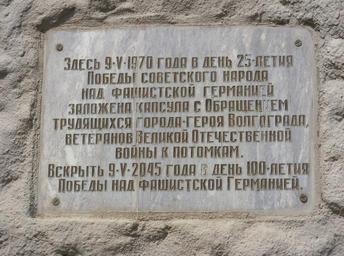 Здесь 9·V·1970 года в день 25-летия
Победы советского народа
над фашистской Германией
заложена капсула с Обращением
трудящихся города-героя Волгограда,
ветеранов Великой Отечественной
войны к потомкам.
Вскрыть 9·V·2045 года в день 100-летия
Победы над фашистской Германией.